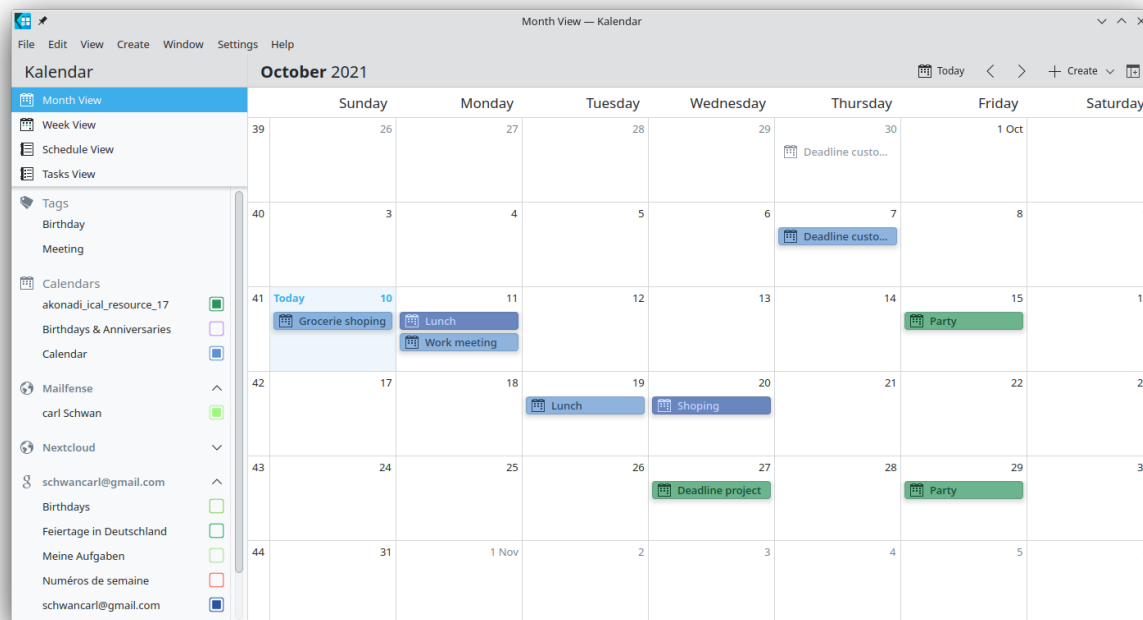 Month View — Kalendar
File Edit View Create Window Settings Help
Kalendar
October 2021
Today
Create
Month View
Week View
Schedule View
Tasks View
Tags
Birthday
Meeting
Calendars
akonadi_ical_resource_17
Birthdays & Anniversaries
Calendar
Mailfense
carl Schwan
Nextcloud
schwancarl@gmail.com
Birthdays
Feiertage in Deutschland
Meine Aufgaben
Numéros de semaine
schwancarl@gmail.com
Sunday Monday Tuesday Wednesday Thursday Friday Saturday
39 26 27 28 29 30 1 Oct
Deadline custo...
40 3 4 5 6 7 8
Deadline custo...
41 Today 10 11 12 13 14 15 1
Grocerie shoping Lunch Party
Work meeting
42 17 18 19 20 21 22 2
Lunch Shoping
43 24 25 26 27 28 29 3
Deadline project Party
44 31 1 Nov 2 3 4 5